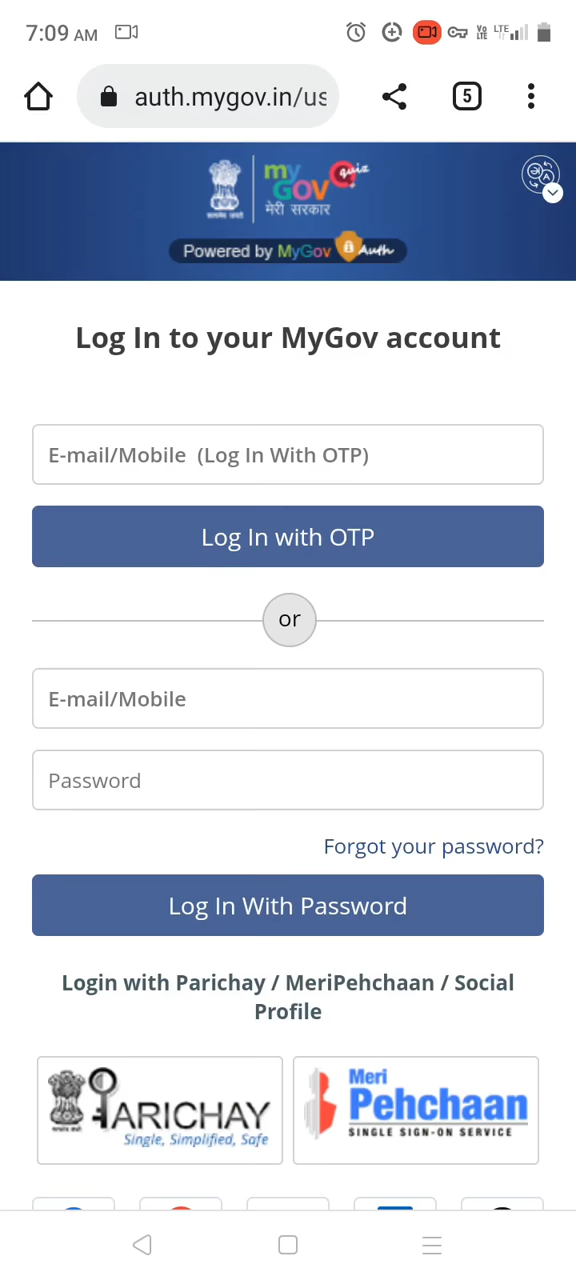 7:09 AM
VO LTE LTE
auth.mygov.in/us
5
my quiz
GOV
मेरी सरकार
Powered by MyGov Auth
Log In to your MyGov account
E-mail/Mobile (Log In With OTP)
Log In with OTP
or
E-mail/Mobile
Password
Forgot your password?
Log In With Password
Login with Parichay / MeriPehchaan / Social
Profile
PARICHAY
Single, Simplified, Safe
Meri
Pehchaan
SINGLE SIGN-ON SERVICE